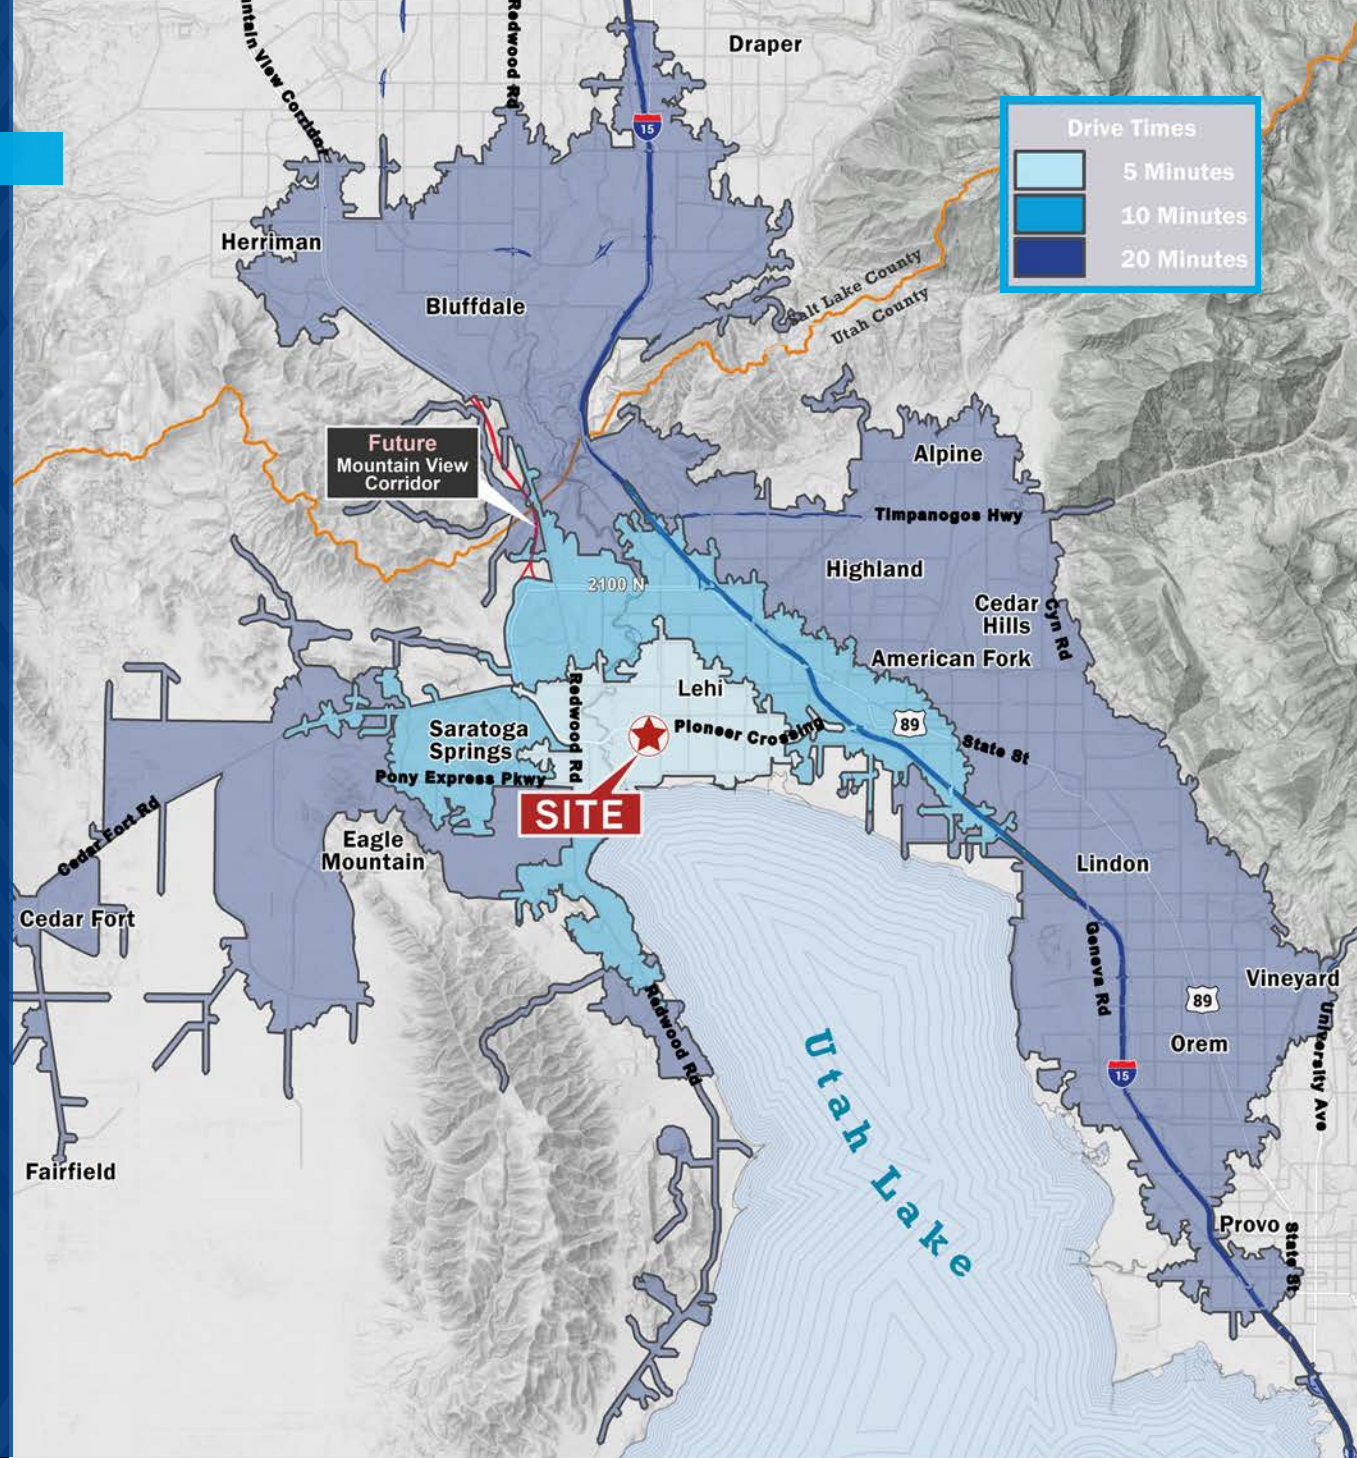 ntain View Corridor
Redwood Rd
Draper
15
Drive Times
5 Minutes
10 Minutes
20 Minutes
Herriman
Bluffdale
Salt Lake County
Utah County
Future
Mountain View
Corridor
Alpine
Timpanogos Hwy
Highland
2100 N
Cedar
Hills
Cyn Rd
American Fork
Lehi
Redwood Rd
Pioneer Crossing
89
State St
Saratoga
Springs
Pony Express Pkwy
SITE
Cedar Fort Rd
Eagle
Mountain
Lindon
Cedar Fort
Geneva Rd
Vineyard
89
University Ave
Redwood Rd
Orem
Utah Lake
15
Fairfield
Provo
State St